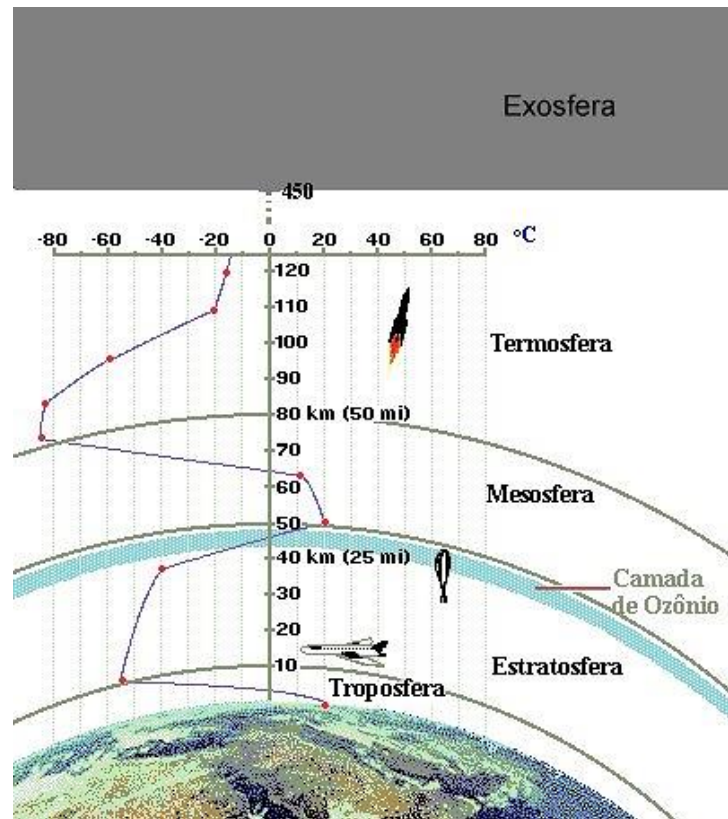 Exosfera
450
-80 -60 -40 -20 0 20 40 60 80 °C
120
110
100
Termosfera
90
80 km (50 mi)
70
Mesosfera
60
50
40 km (25 mi)
Camada
de Ozônio
30
20
Estratosfera
10
Troposfera